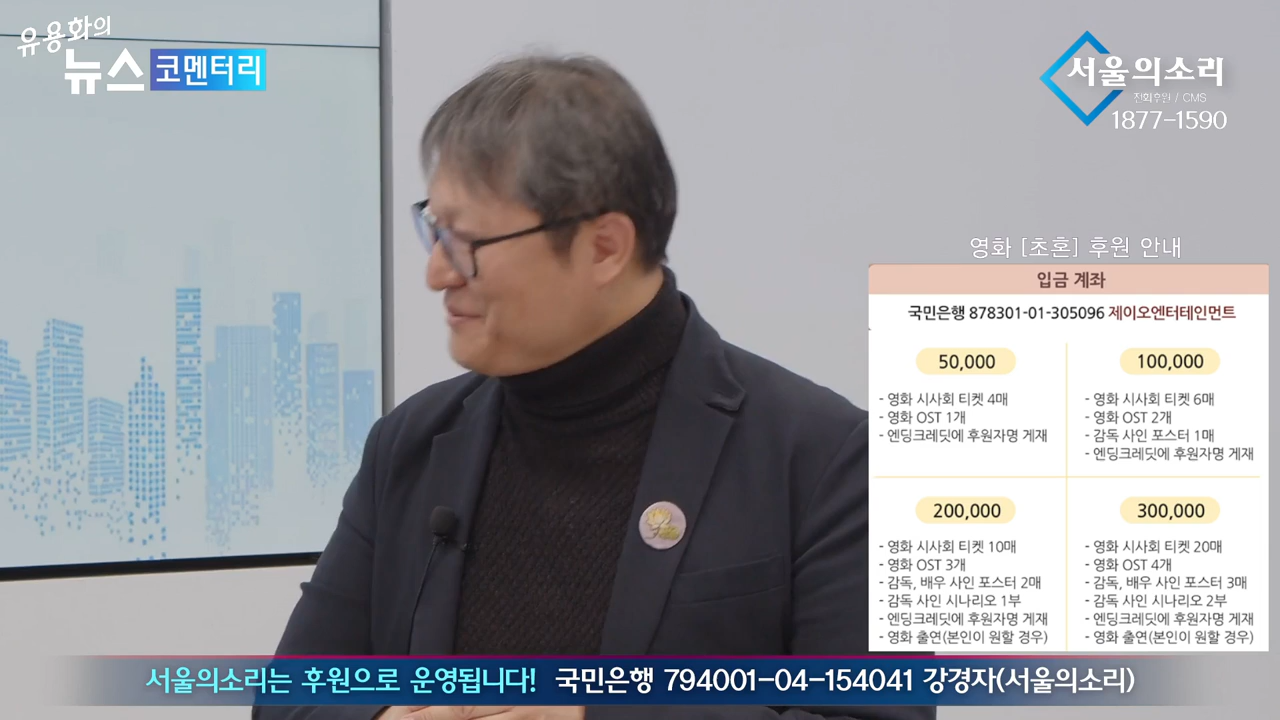 유용화의
뉴스 코멘터리
서울의소리
전화후원 / CMS
1877-1590
영화 [초혼] 후원 안내
입금 계좌
국민은행 878301-01-305096 제이오엔터테인먼트
50,000
- 영화 시사회 티켓 4매
- 영화 OST 1개
- 엔딩크레딧에 후원자명 게재
100,000
- 영화 시사회 티켓 6매
- 영화 OST 2개
- 감독 사인 포스터 1매
- 엔딩크레딧에 후원자명 게재
200,000
- 영화 시사회 티켓 10매
- 영화 OST 3개
- 감독, 배우 사인 포스터 2매
- 감독 사인 시나리오 1부
- 엔딩크레딧에 후원자명 게재
- 영화 출연(본인이 원할 경우)
300,000
- 영화 시사회 티켓 20매
- 영화 OST 4개
- 감독, 배우 사인 포스터 3매
- 감독 사인 시나리오 2부
- 엔딩크레딧에 후원자명 게재
- 영화 출연(본인이 원할 경우)
서울의소리는 후원으로 운영됩니다! 국민은행 794001-04-154041 강경자(서울의소리)